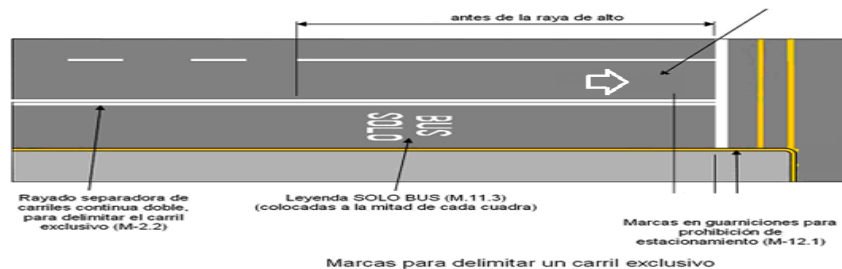 antes de la raya de alto
SOLO
BUS
Rayado separadora de
carriles continua doble,
para delimitar el carril
exclusivo (M-2.2)
Leyenda SOLO BUS (M.11.3)
(colocadas a la mitad de cada cuadra)
Marcas en guarniciones para
prohibición de
estacionamiento (M-12.1)
Marcas para delimitar un carril exclusivo